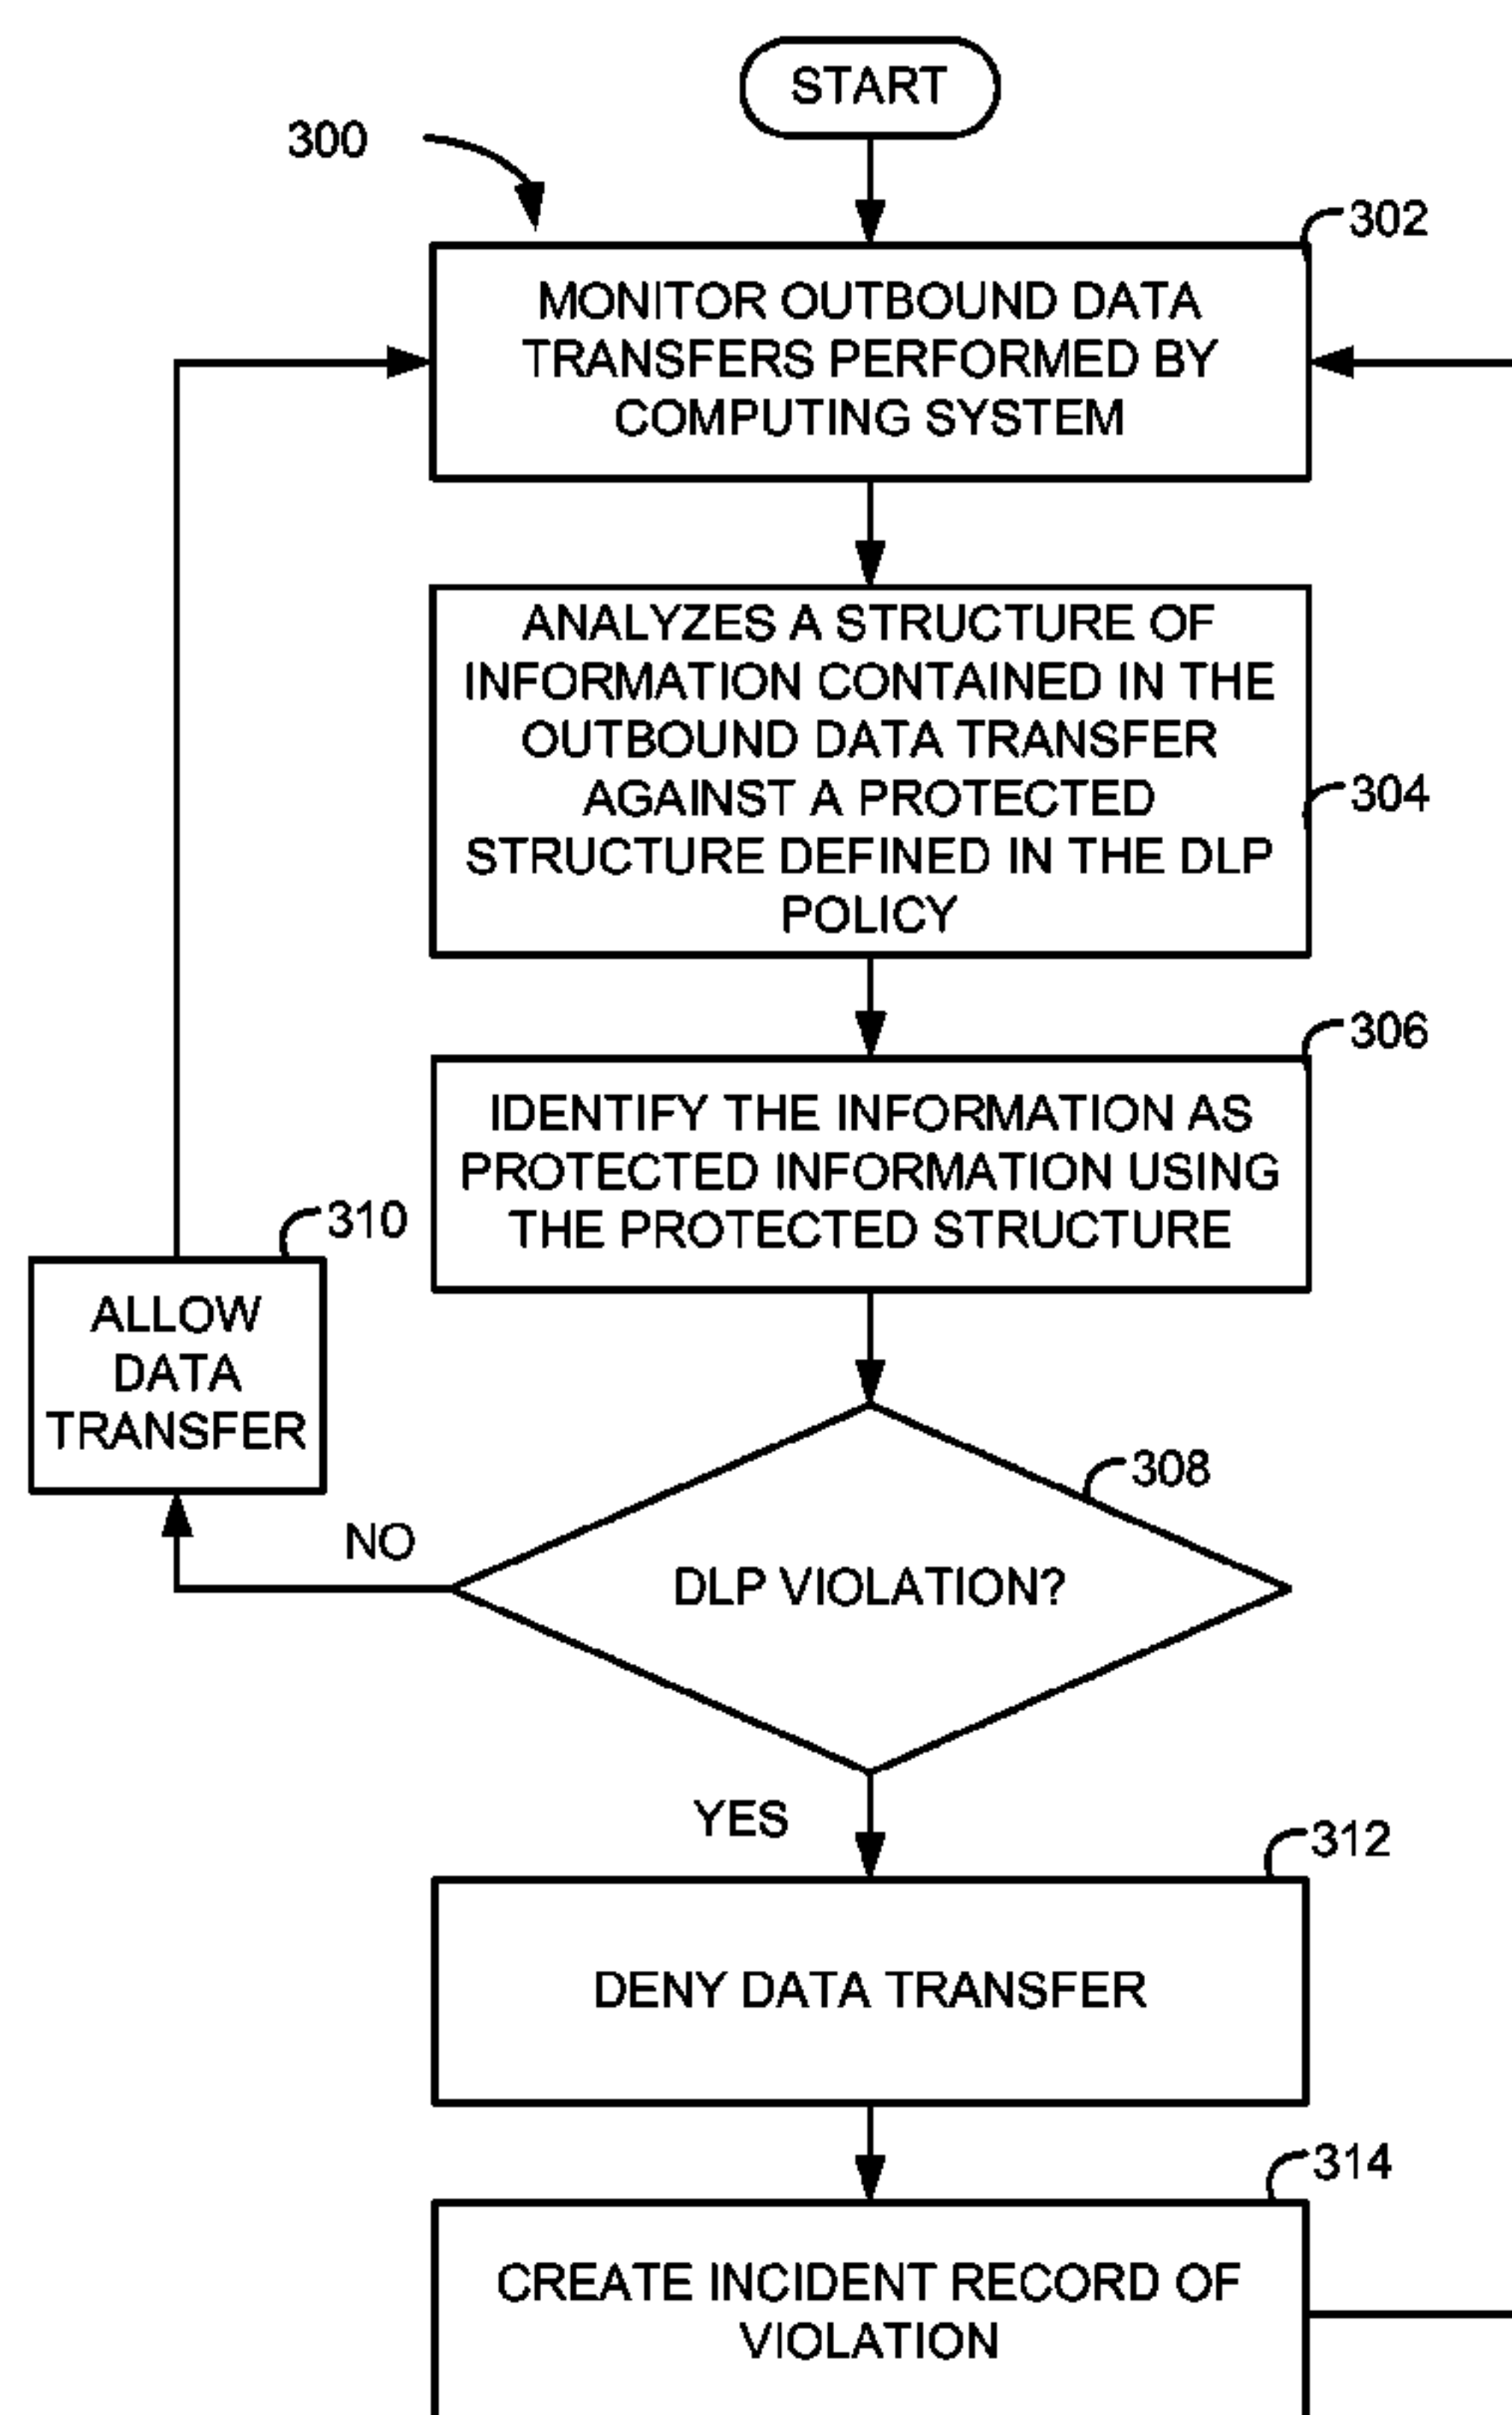 START
300
302
MONITOR OUTBOUND DATA
TRANSFERS PERFORMED BY
COMPUTING SYSTEM
ANALYZES A STRUCTURE OF
INFORMATION CONTAINED IN THE
OUTBOUND DATA TRANSFER
AGAINST A PROTECTED
STRUCTURE DEFINED IN THE DLP
POLICY
304
306
IDENTIFY THE INFORMATION AS
PROTECTED INFORMATION USING
THE PROTECTED STRUCTURE
310
ALLOW
DATA
TRANSFER
308
NO
DLP VIOLATION?
YES
312
DENY DATA TRANSFER
314
CREATE INCIDENT RECORD OF
VIOLATION